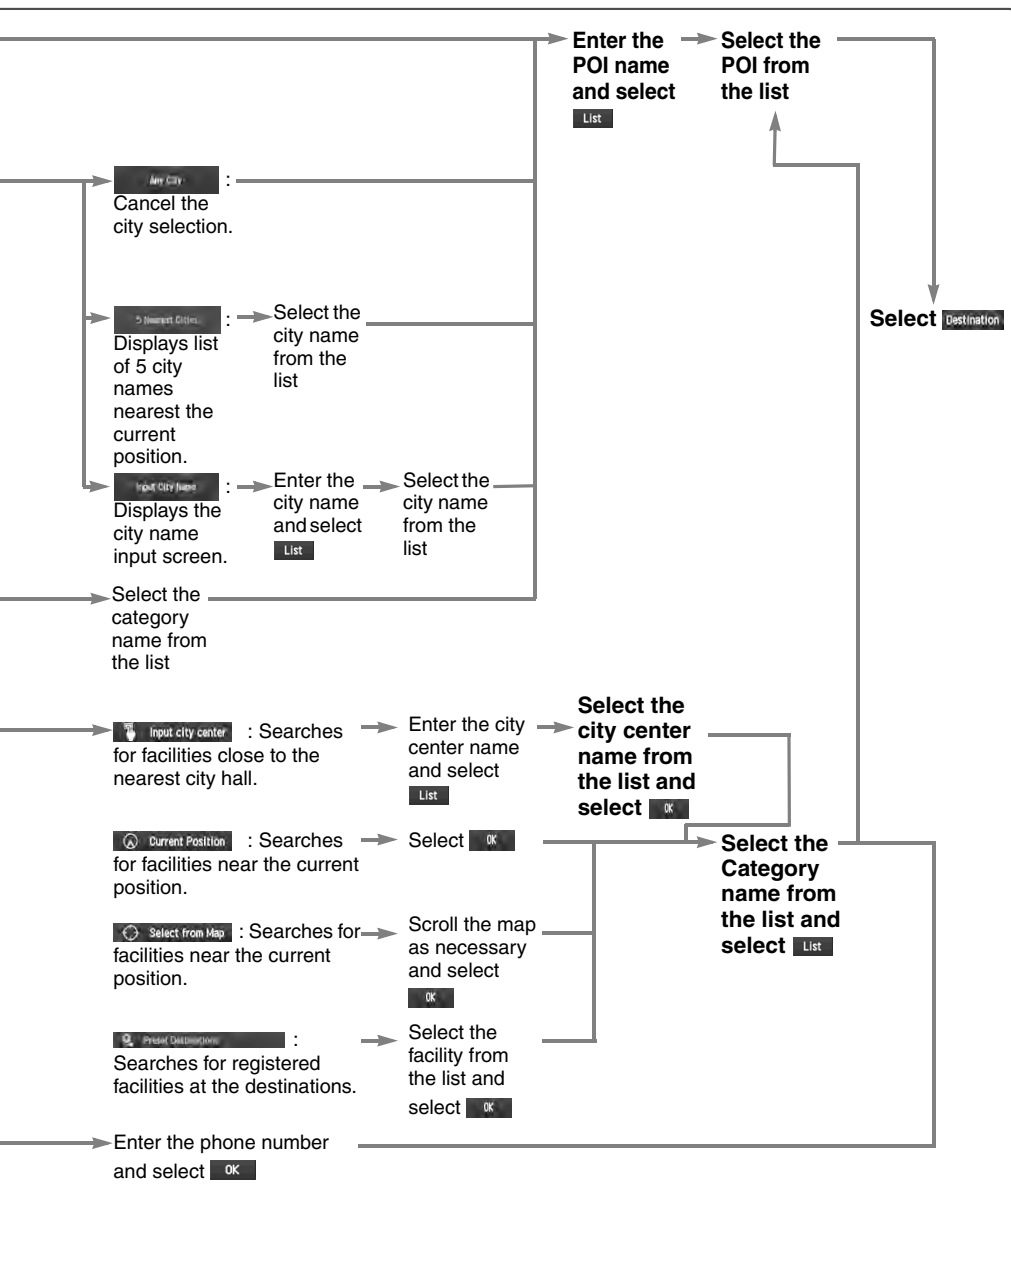 Enter the
POI name
and select
List
Select the
POI from
the list
Any City :
Cancel the
city selection.
5 Nearest Cities :
Displays list
of 5 city
names
nearest the
current
position.
Select the
city name
from the
list
Select Destination
Input City Name :
Displays the
city name
input screen.
Enter the
city name
and select
List
Select the
city name
from the
list
Select the
category
name from
the list
Input city center : Searches
for facilities close to the
nearest city hall.
Enter the city
center name
and select
List
Select the
city center
name from
the list and
select OK
Current Position : Searches
for facilities near the current
position.
Select OK
Select the
Category
name from
the list and
select List
Select from Map : Searches for
facilities near the current
position.
Scroll the map
as necessary
and select
OK
Preset Destinations :
Searches for registered
facilities at the destinations.
Select the
facility from
the list and
select OK
Enter the phone number
and select OK